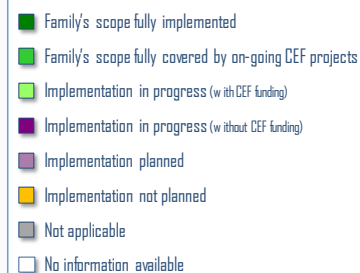 Family's scope fully implemented
Family's scope fully covered by on-going CEF projects
Implementation in progress (with CEF funding)
Implementation in progress (without CEF funding)
Implementation planned
Implementation not planned
Not applicable
No information available